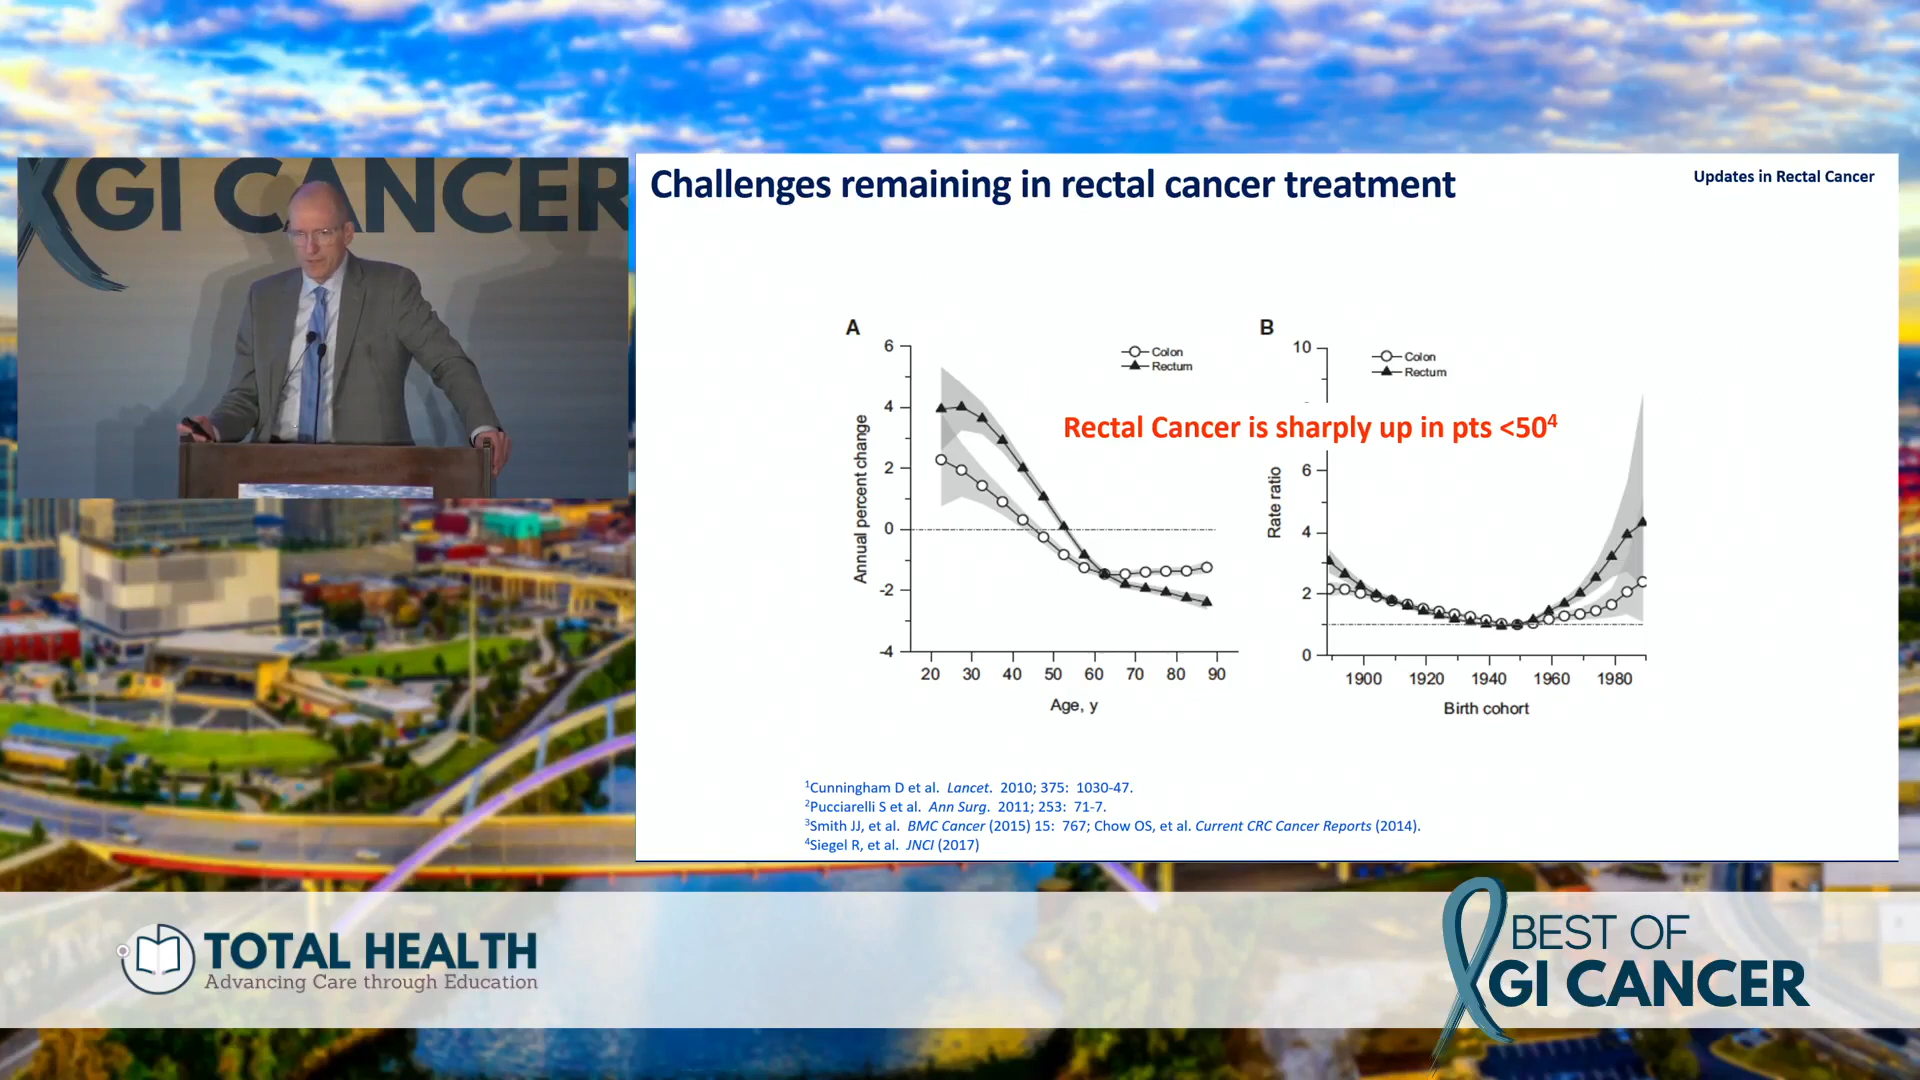 GI CANCER
Challenges remaining in rectal cancer treatment
Updates in Rectal Cancer
A
6
4
2
0
-2
-4
Annual percent change
Colon
Rectum
20 30 40 50 60 70 80 90
Age, y
B
10
6
4
2
0
Rate ratio
Colon
Rectum
1900 1920 1940 1960 1980
Birth cohort
Rectal Cancer is sharply up in pts <50⁴
¹Cunningham D et al. Lancet. 2010; 375: 1030-47.
²Pucciarelli S et al. Ann Surg. 2011; 253: 71-7.
³Smith JJ, et al. BMC Cancer (2015) 15: 767; Chow OS, et al. Current CRC Cancer Reports (2014).
⁴Siegel R, et al. JNCI (2017)
TOTAL HEALTH
Advancing Care through Education
BEST OF
GI CANCER